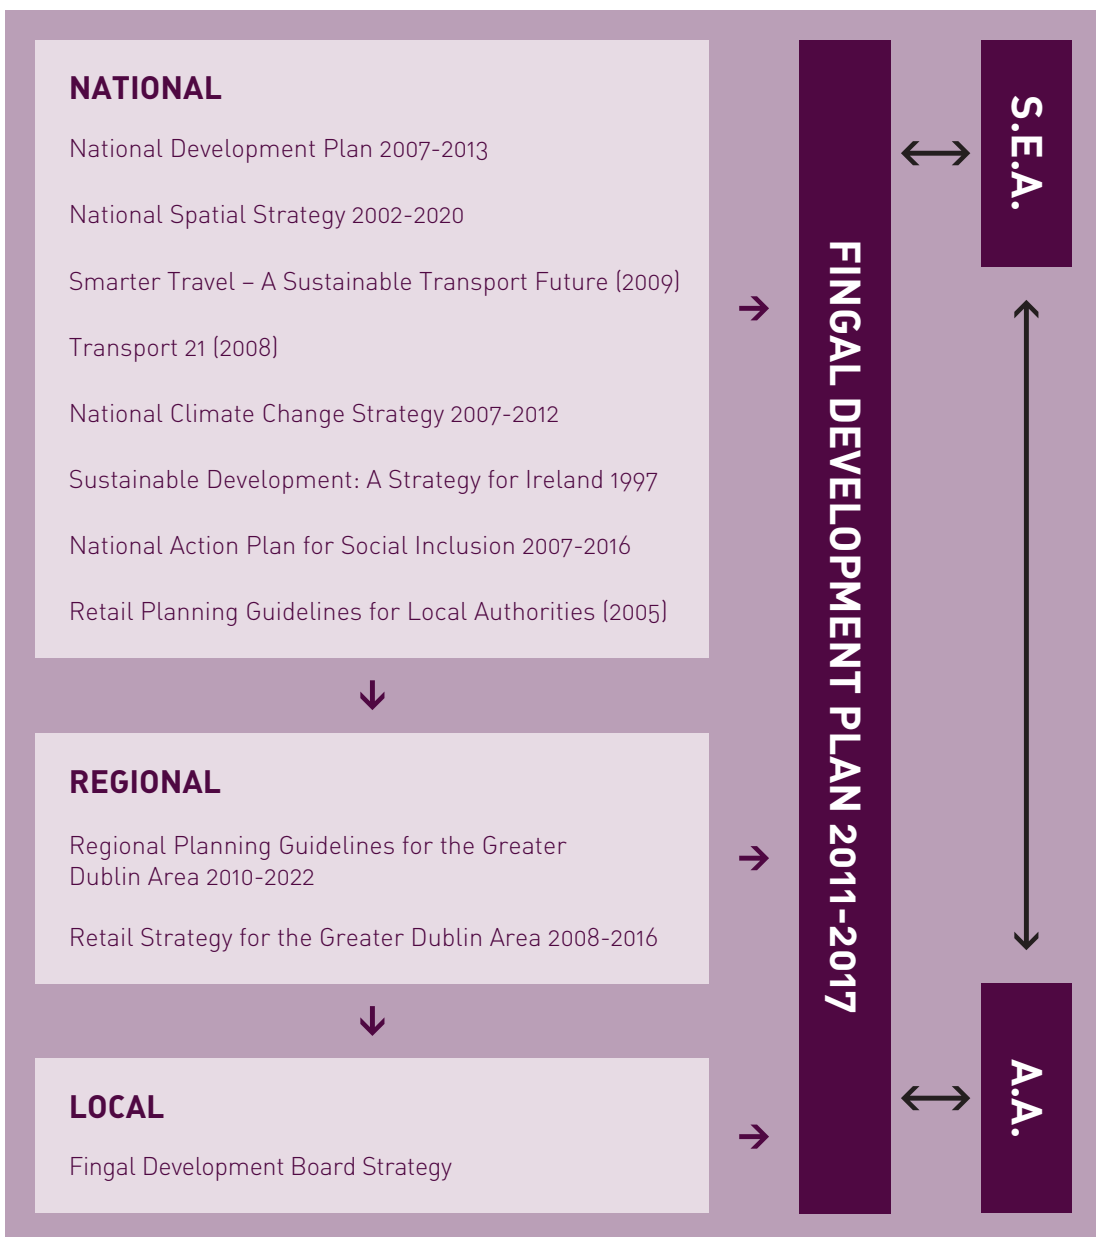 NATIONAL
National Development Plan 2007-2013
National Spatial Strategy 2002-2020
Smarter Travel – A Sustainable Transport Future (2009)
Transport 21 (2008)
National Climate Change Strategy 2007-2012
Sustainable Development: A Strategy for Ireland 1997
National Action Plan for Social Inclusion 2007-2016
Retail Planning Guidelines for Local Authorities (2005)
REGIONAL
Regional Planning Guidelines for the Greater
Dublin Area 2010-2022
Retail Strategy for the Greater Dublin Area 2008-2016
LOCAL
Fingal Development Board Strategy
FINGAL DEVELOPMENT PLAN 2011-2017
S.E.A.
A.A.